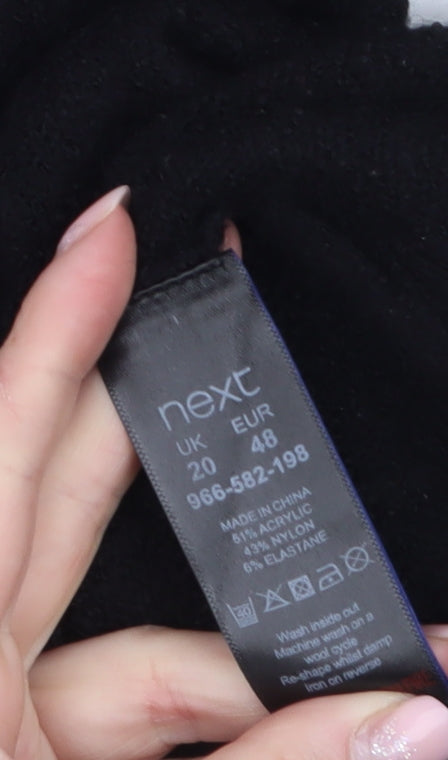 next
UK EUR
20 48
966-582-198
MADE IN CHINA
51% ACRYLIC
43% NYLON
6% ELASTANE
40
Wash inside out
Machine wash on a
wool cycle
Re-shape whilst damp
Iron on reverse